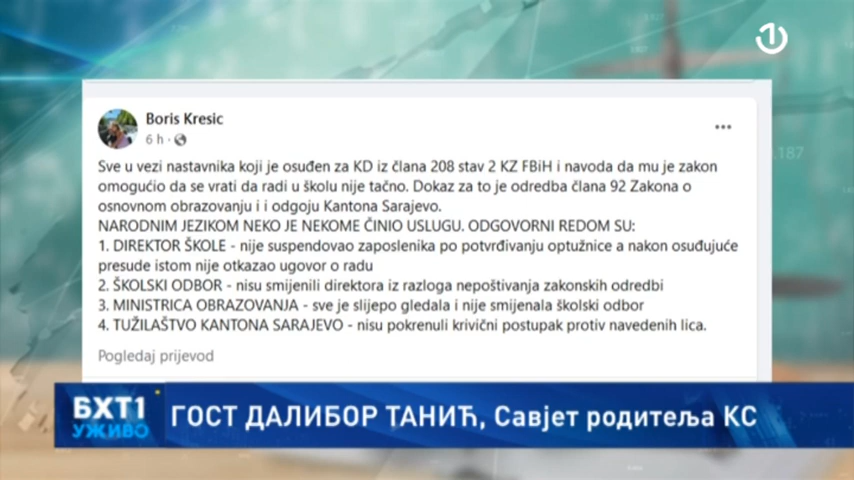 Boris Kresic
6 h
Sve u vezi nastavnika koji je osuđen za KD iz člana 208 stav 2 KZ FBiH i navoda da mu je zakon
omogućio da se vrati da radi u školu nije tačno. Dokaz za to je odredba člana 92 Zakona o
osnovnom obrazovanju i i odgoju Kantona Sarajevo.
NARODNIM JEZIKOM NEKO JE NEKOME ČINIO USLUGU. ODGOVORNI REDOM SU:
1. DIREKTOR ŠKOLE - nije suspendovao zaposlenika po potvrđivanju optužnice a nakon osuđujuće
presude istom nije otkazao ugovor o radu
2. ŠKOLSKI ODBOR - nisu smijenili direktora iz razloga nepoštivanja zakonskih odredbi
3. MINISTRICA OBRAZOVANJA - sve je slijepo gledala i nije smijenala školski odbor
4. TUŽILAŠTVO KANTONA SARAJEVO - nisu pokrenuli krivični postupak protiv navedenih lica.
Pogledaj prijevod
БХТ1
УЖИВО
ГОСТ ДАЛИБОР ТАНИЋ, Савјет родитеља КС